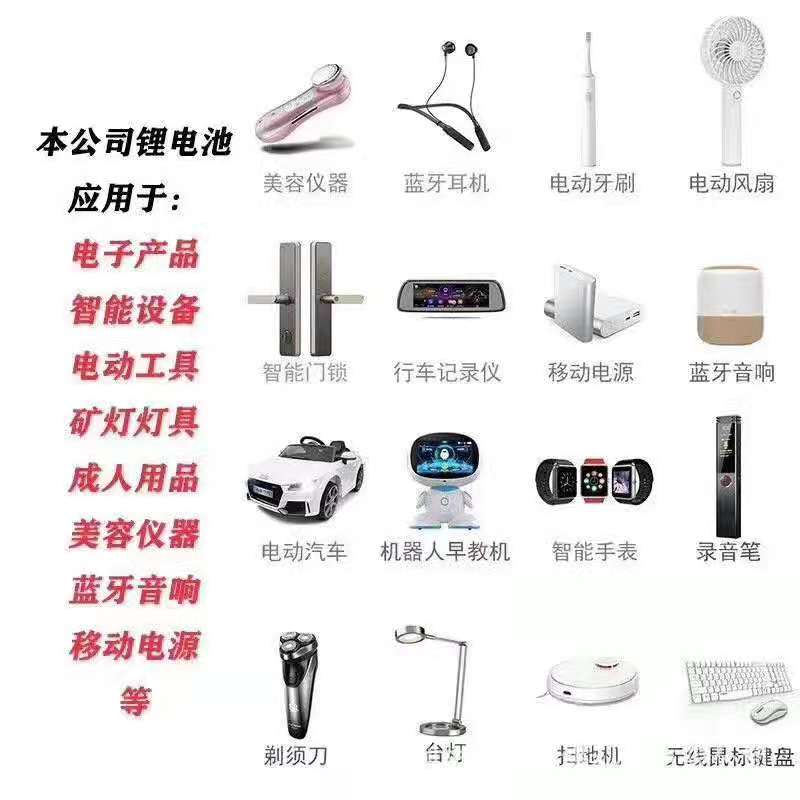 本公司锂电池
应用于：
电子产品
智能设备
电动工具
矿灯灯具
成人用品
美容仪器
蓝牙音响
移动电源
等
美容仪器 蓝牙耳机 电动牙刷 电动风扇
智能门锁 行车记录仪 移动电源 蓝牙音响
电动汽车 机器人早教机 智能手表 录音笔
剃须刀 台灯 扫地机 无线鼠标键盘